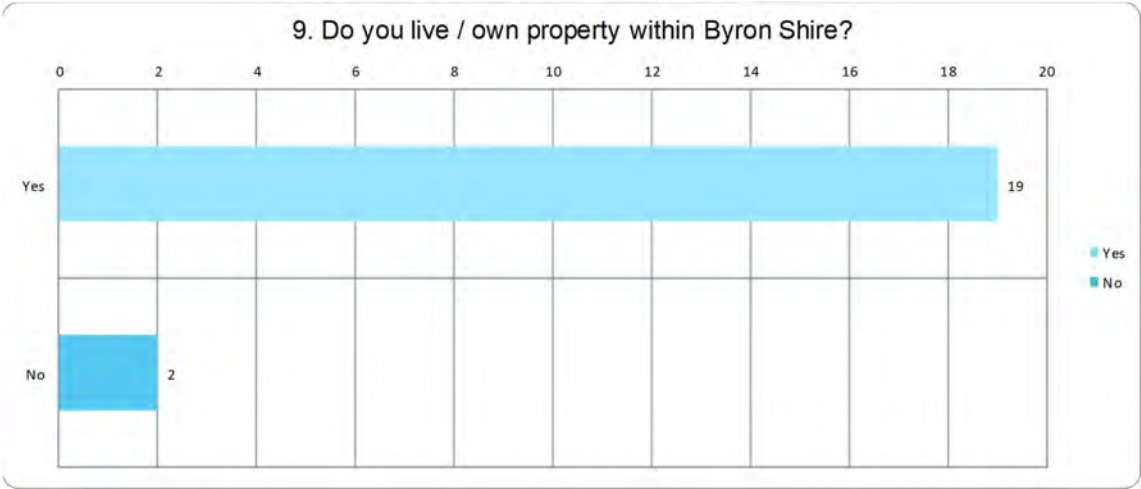 9. Do you live / own property within Byron Shire?
0 2 4 6 8 10 12 14 16 18 20
Yes 19
Yes
No
No 2